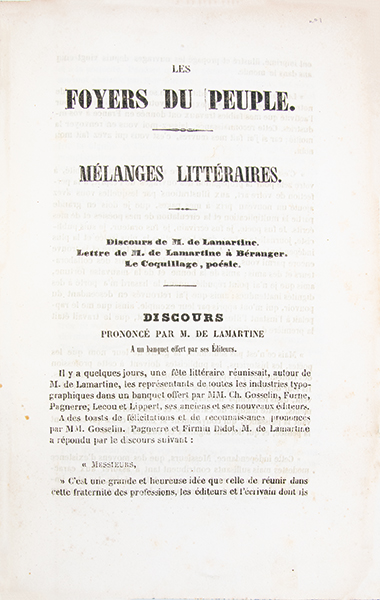 LES
FOYERS DU PEUPLE.
MÉLANGES LITTÉRAIRES.
Discours de M. de Lamartine.
Lettre de M. de Lamartine à Béranger.
Le Coquillage, poésie.
DISCOURS
PRONONCÉ PAR M. DE LAMARTINE
A un banquet offert par ses Éditeurs.
Il y a quelques jours, une fête littéraire réunissait, autour de
M. de Lamartine, les représentants de toutes les industries typo-
graphiques dans un banquet offert par MM. Ch. Gosselin, Furne,
Pagnerre, Lecou et Lippert, ses anciens et ses nouveaux éditeurs.
A des toasts de félicitations et de reconnaissance prononcés
par MM. Gosselin, Pagnerre et Firmin Didot, M. de Lamartine
a répondu par le discours suivant :
« MESSIEURS,
» C'est une grande et heureuse idée que celle de réunir dans
cette fraternité des professions, les éditeurs et l'écrivain dont ils